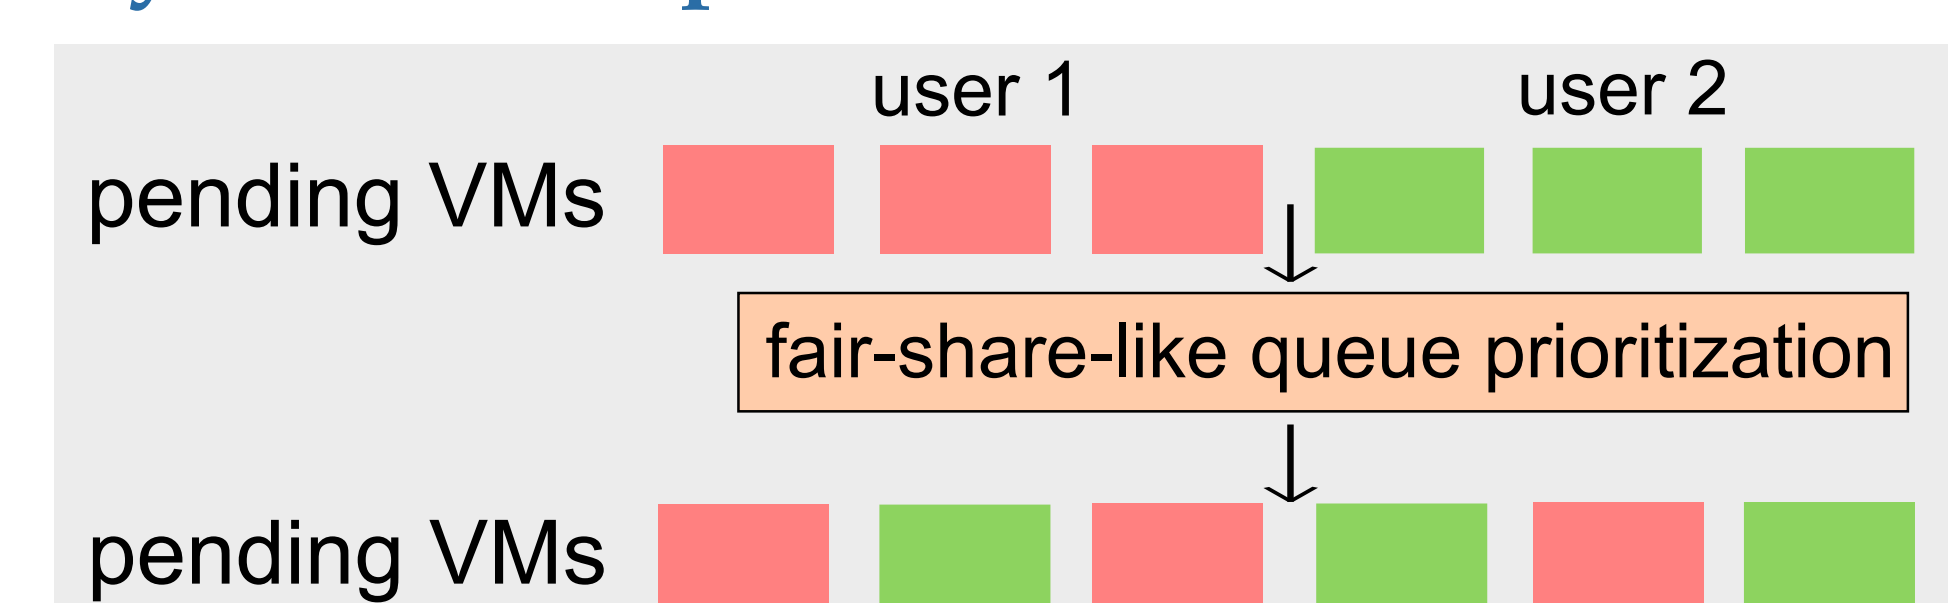 user 1 user 2
pending VMs
fair-share-like queue prioritization
pending VMs